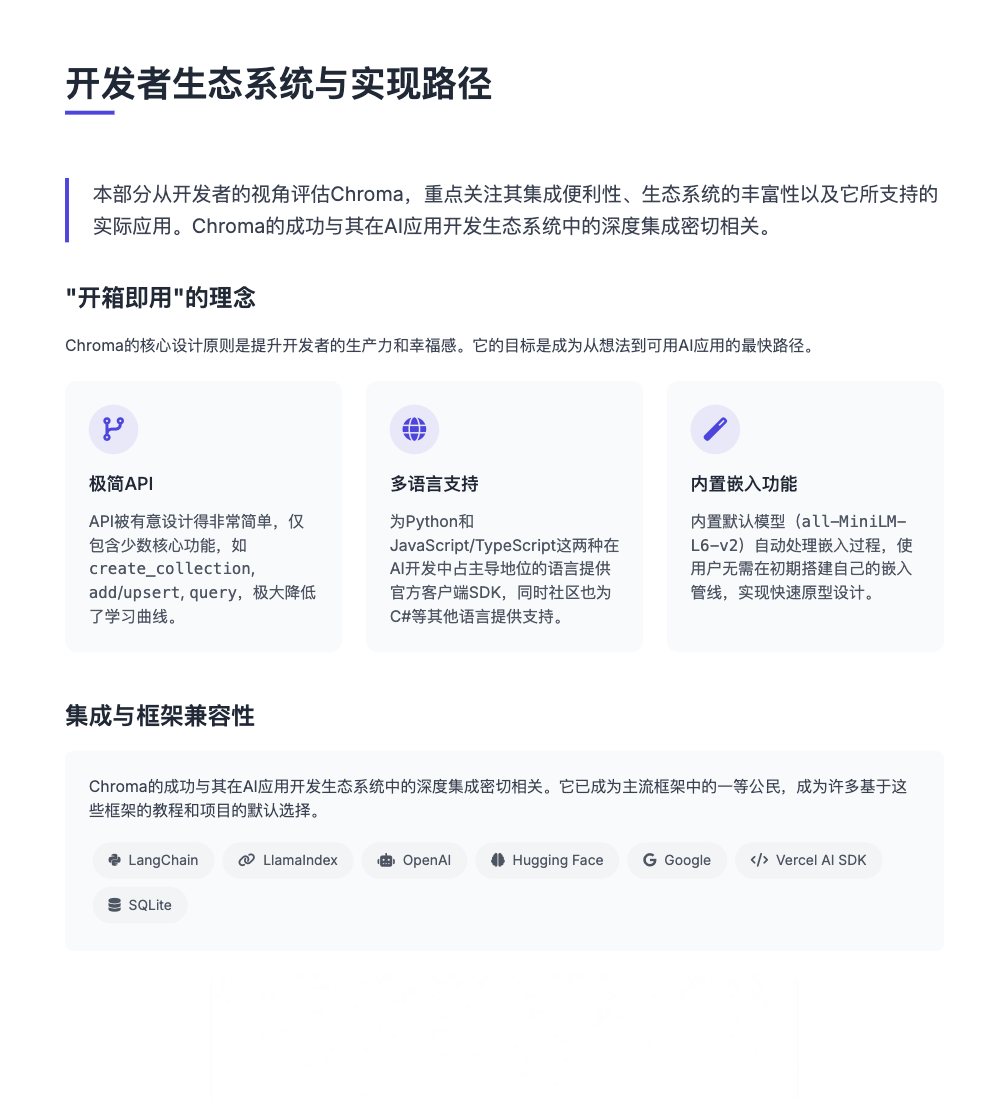 开发者生态系统与实现路径
本部分从开发者的视角评估Chroma，重点关注其集成便利性、生态系统的丰富性以及它所支持的
实际应用。Chroma的成功与其在AI应用开发生态系统中的深度集成密切相关。
"开箱即用"的理念
Chroma的核心设计原则是提升开发者的生产力和幸福感。它的目标是成为从想法到可用AI应用的最快路径。
极简API
API被有意设计得非常简单，仅
包含少数核心功能，如
create_collection,
add/upsert, query，极大降低
了学习曲线。
多语言支持
为Python和
JavaScript/TypeScript这两种在
AI开发中占主导地位的语言提供
官方客户端SDK，同时社区也为
C#等其他语言提供支持。
内置嵌入功能
内置默认模型（all-MiniLM-
L6-v2）自动处理嵌入过程，使
用户无需在初期搭建自己的嵌入
管线，实现快速原型设计。
集成与框架兼容性
Chroma的成功与其在AI应用开发生态系统中的深度集成密切相关。它已成为主流框架中的一等公民，成为许多基于这
些框架的教程和项目的默认选择。
LangChain LlamaIndex OpenAI Hugging Face Google Vercel AI SDK
SQLite